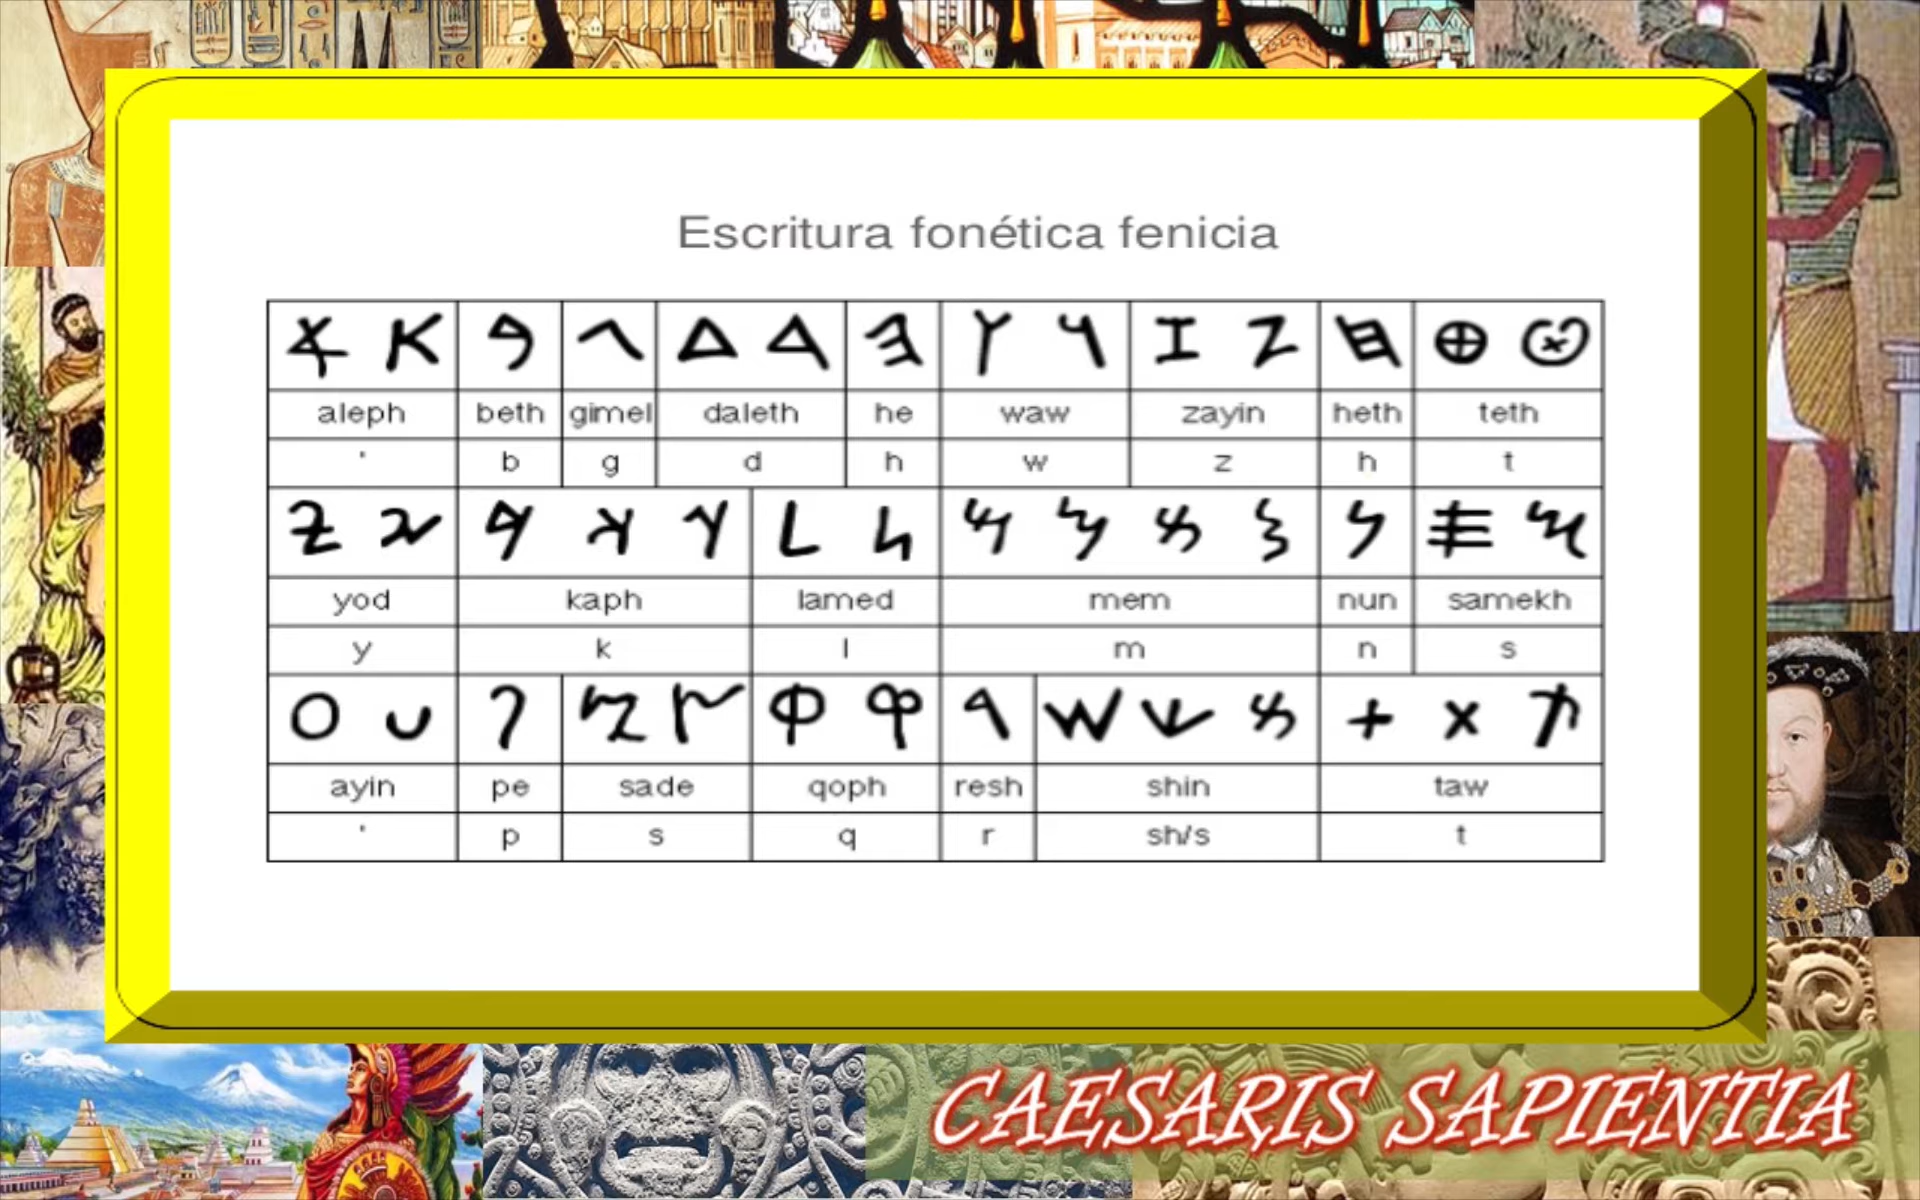 Escritura fonética fenicia
𐤀 𐤀 𐤁 𐤂 𐤃 𐤃 𐤄 𐤅 𐤅 𐤆 𐤆 𐤇 𐤈 𐤈
aleph beth gimel daleth he waw zayin heth teth
' b g d h w z h t
𐤉 𐤉 𐤊 𐤊 𐤊 𐤋 𐤋 𐤌 𐤌 𐤌 𐤌 𐤍 𐤎 𐤎
yod kaph lamed mem nun samekh
y k l m n s
𐤏 𐤏 𐤐 𐤑 𐤑 𐤒 𐤒 𐤓 𐤔 𐤔 𐤔 𐤕 𐤕 𐤕
ayin pe sade qoph resh shin taw
' p s q r sh/s t
CAESARIS SAPIENTIA